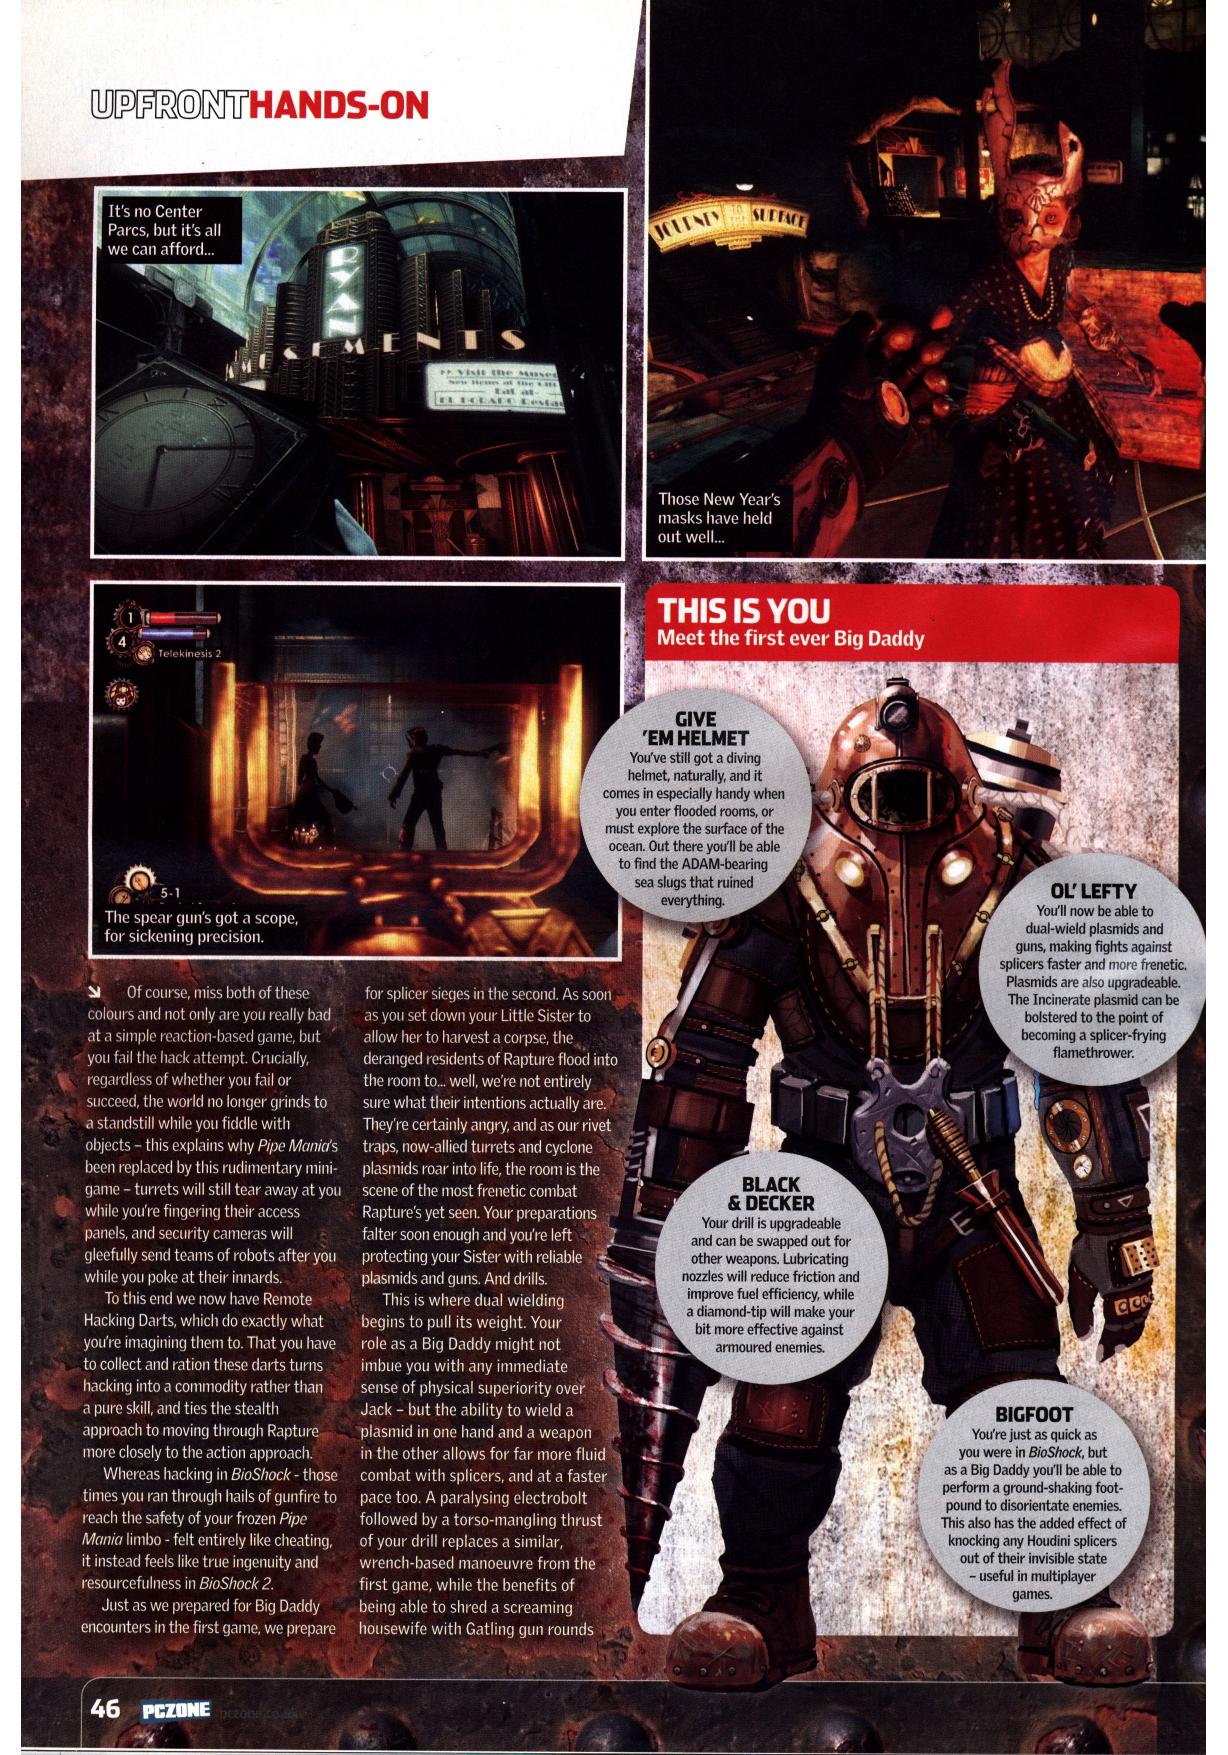 UPFRONTHANDS-ON
It's no Center
Parcs, but it's all
we can afford...
RYAN
SEMENTS
Visit the Museu
New Items at the Gift
Eat at-
EL DORADO Restau
JOURNEY TO THE SURFACE
Those New Year's
masks have held
out well...
1
4
Telekinesis 2
5-1
The spear gun's got a scope,
for sickening precision.
THIS IS YOU
Meet the first ever Big Daddy
GIVE
'EM HELMET
You've still got a diving
helmet, naturally, and it
comes in especially handy when
you enter flooded rooms, or
must explore the surface of the
ocean. Out there you'll be able
to find the ADAM-bearing
sea slugs that ruined
everything.
OL' LEFTY
You'll now be able to
dual-wield plasmids and
guns, making fights against
splicers faster and more frenetic.
Plasmids are also upgradeable.
The Incinerate plasmid can be
bolstered to the point of
becoming a splicer-frying
flamethrower.
BLACK
& DECKER
Your drill is upgradeable
and can be swapped out for
other weapons. Lubricating
nozzles will reduce friction and
improve fuel efficiency, while
a diamond-tip will make your
bit more effective against
armoured enemies.
BIGFOOT
You're just as quick as
you were in BioShock, but
as a Big Daddy you'll be able to
perform a ground-shaking foot-
pound to disorientate enemies.
This also has the added effect of
knocking any Houdini splicers
out of their invisible state
– useful in multiplayer
games.
Of course, miss both of these
colours and not only are you really bad
at a simple reaction-based game, but
you fail the hack attempt. Crucially,
regardless of whether you fail or
succeed, the world no longer grinds to
a standstill while you fiddle with
objects – this explains why Pipe Mania's
been replaced by this rudimentary mini-
game – turrets will still tear away at you
while you're fingering their access
panels, and security cameras will
gleefully send teams of robots after you
while you poke at their innards.
To this end we now have Remote
Hacking Darts, which do exactly what
you're imagining them to. That you have
to collect and ration these darts turns
hacking into a commodity rather than
a pure skill, and ties the stealth
approach to moving through Rapture
more closely to the action approach.
Whereas hacking in BioShock - those
times you ran through hails of gunfire to
reach the safety of your frozen Pipe
Mania limbo - felt entirely like cheating,
it instead feels like true ingenuity and
resourcefulness in BioShock 2.
Just as we prepared for Big Daddy
encounters in the first game, we prepare
for splicer sieges in the second. As soon
as you set down your Little Sister to
allow her to harvest a corpse, the
deranged residents of Rapture flood into
the room to... well, we're not entirely
sure what their intentions actually are.
They're certainly angry, and as our rivet
traps, now-allied turrets and cyclone
plasmids roar into life, the room is the
scene of the most frenetic combat
Rapture's yet seen. Your preparations
falter soon enough and you're left
protecting your Sister with reliable
plasmids and guns. And drills.
This is where dual wielding
begins to pull its weight. Your
role as a Big Daddy might not
imbue you with any immediate
sense of physical superiority over
Jack – but the ability to wield a
plasmid in one hand and a weapon
in the other allows for far more fluid
combat with splicers, and at a faster
pace too. A paralysing electrobolt
followed by a torso-mangling thrust
of your drill replaces a similar,
wrench-based manoeuvre from the
first game, while the benefits of
being able to shred a screaming
housewife with Gatling gun rounds
46 PCZONE